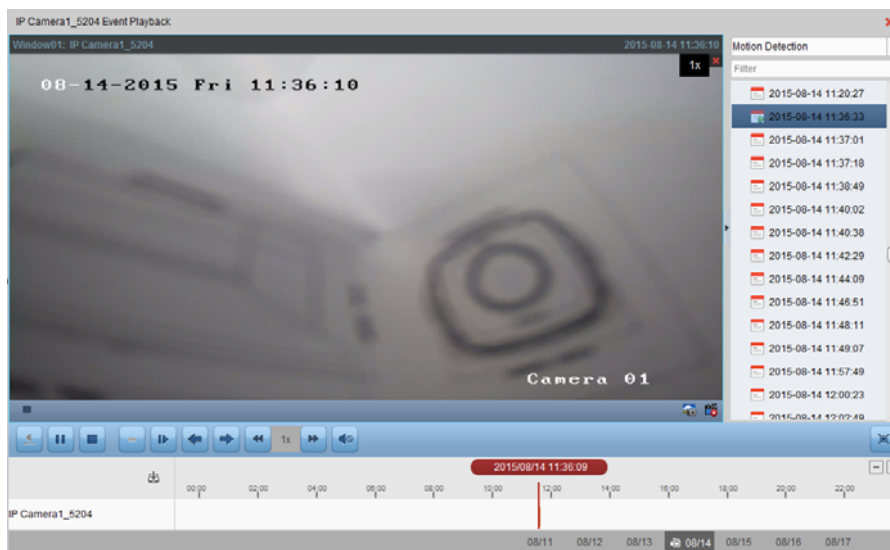 IP Camera1_5204 Event Playback
Window01: IP Camera1_5204 2015-08-14 11:36:10
1x
08-14-2015 Fri 11:36:10
Camera 01
Motion Detection
Filter
2015-08-14 11:20:27
2015-08-14 11:36:33
2015-08-14 11:37:01
2015-08-14 11:37:18
2015-08-14 11:38:49
2015-08-14 11:40:02
2015-08-14 11:40:38
2015-08-14 11:42:29
2015-08-14 11:44:09
2015-08-14 11:46:51
2015-08-14 11:48:11
2015-08-14 11:49:07
2015-08-14 11:57:49
2015-08-14 12:00:23
2015-08-14 12:02:49
1x
2015/08/14 11:36:09
00:00 02:00 04:00 06:00 08:00 10:00 12:00 14:00 16:00 18:00 20:00 22:00
IP Camera1_5204
08/11 08/12 08/13 08/14 08/15 08/16 08/17